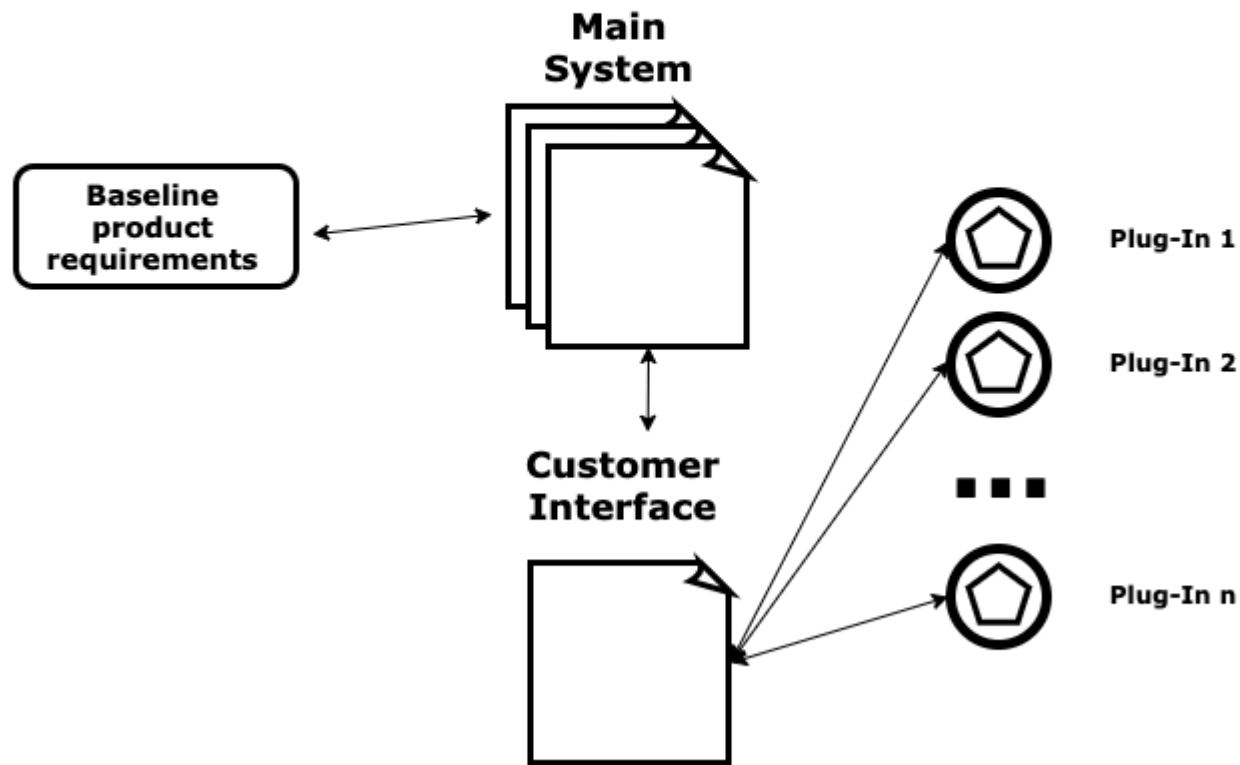 Main
System
Baseline
product
requirements
Plug-In 1
Plug-In 2
Customer
Interface
Plug-In n